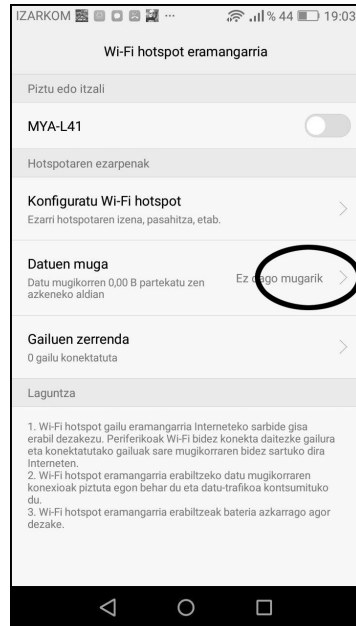 IZARKOM ... % 44 19:03
Wi-Fi hotspot eramangarria
Piztu edo itzali
MYA-L41
Hotspotaren ezarpenak
Konfiguratu Wi-Fi hotspot
Ezarri hotspotaren izena, pasahitza, etab.
Datuen muga
Datu mugikorren 0,00 B partekatu zen
azkeneko aldian
Ez dago mugarik
Gailuen zerrenda
0 gailu konektatuta
Laguntza
1. Wi-Fi hotspot gailu eramangarria Interneteko sarbide gisa
erabil dezakezu. Periferikoak Wi-Fi bidez konekta daitezke gailura
eta konektatutako gailuak sare mugikorraren bidez sartuko dira
Interneten.
2. Wi-Fi hotspot eramangarria erabiltzeko datu mugikorraren
konexioak piztuta egon behar du eta datu-trafikoa kontsumituko
du.
3. Wi-Fi hotspot eramangarria erabiltzeak bateria azkarrago agor
dezake.